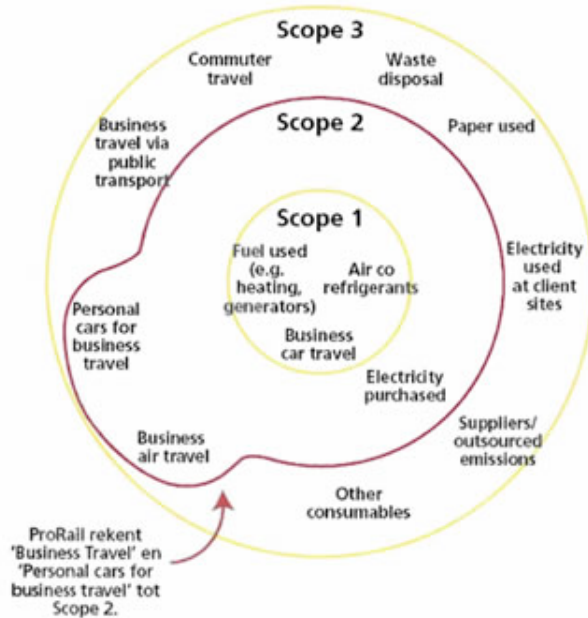 Scope 3
Commuter
travel
Waste
disposal
Business
travel via
public
transport
Scope 2
Paper used
Scope 1
Fuel used
(e.g.
heating,
generators)
Air co
refrigerants
Business
car travel
Electricity
used
at client
sites
Personal
cars for
business
travel
Electricity
purchased
Business
air travel
Suppliers/
outsourced
emissions
Other
consumables
ProRail rekent
'Business Travel' en
'Personal cars for
business travel' tot
Scope 2.